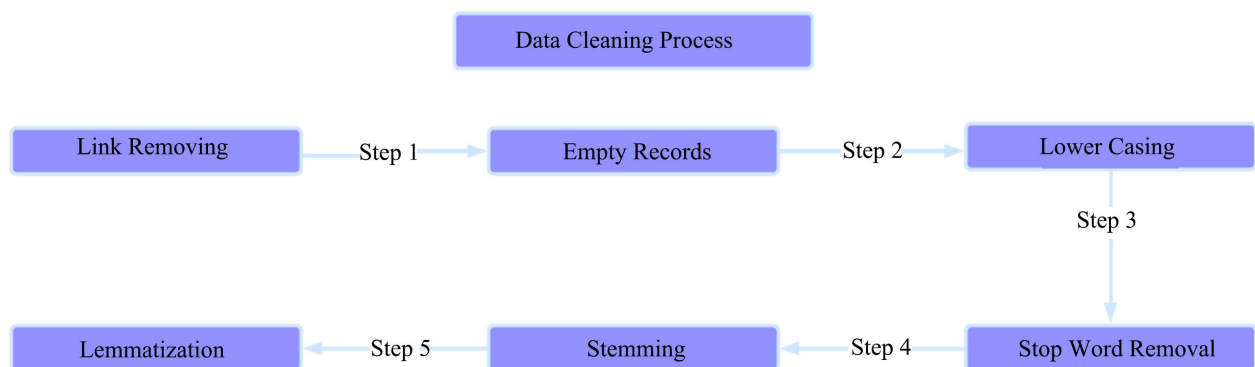 Data Cleaning Process
Link Removing
Step 1
Empty Records
Step 2
Lower Casing
Step 3
Stop Word Removal
Step 4
Stemming
Step 5
Lemmatization